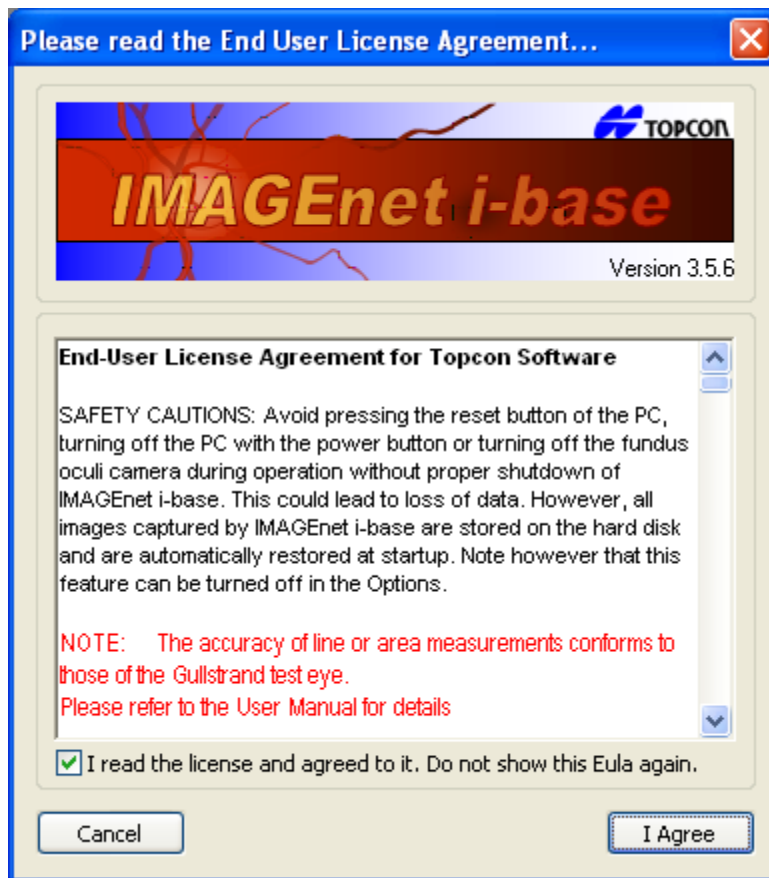 Please read the End User License Agreement...
TOPCON
IMAGEnet i-base
Version 3.5.6
End-User License Agreement for Topcon Software
SAFETY CAUTIONS: Avoid pressing the reset button of the PC,
turning off the PC with the power button or turning off the fundus
oculi camera during operation without proper shutdown of
IMAGEnet i-base. This could lead to loss of data. However, all
images captured by IMAGEnet i-base are stored on the hard disk
and are automatically restored at startup. Note however that this
feature can be turned off in the Options.
NOTE: The accuracy of line or area measurements conforms to
those of the Gullstrand test eye.
Please refer to the User Manual for details
I read the license and agreed to it. Do not show this Eula again.
Cancel
I Agree